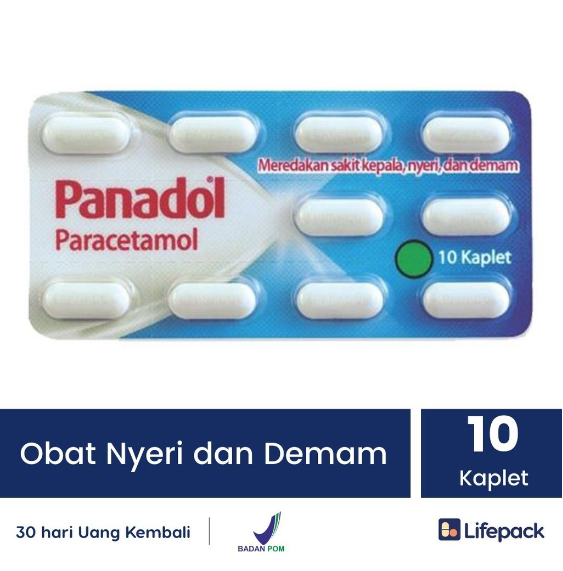 Meredakan sakit kepala, nyeri, dan demam
Panadol
Paracetamol
10 Kaplet
Obat Nyeri dan Demam
10
Kaplet
30 hari Uang Kembali
BADAN POM
Lifepack